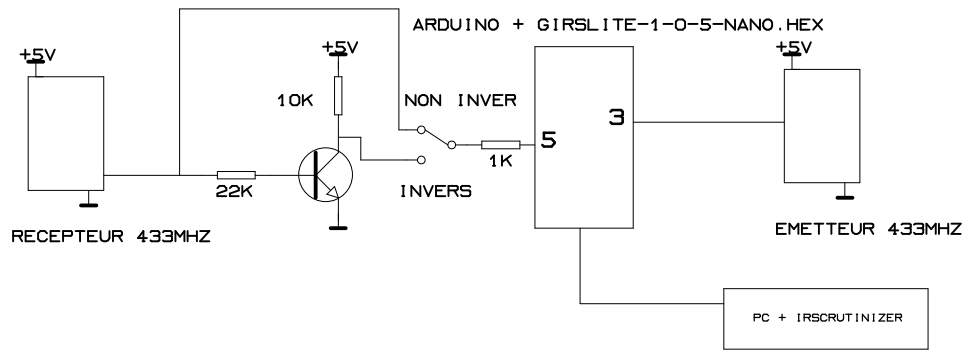 ARDUINO + GIRSLITE-1-0-5-NANO.HEX
+5V
+5V
+5V
10K
NON INVER
5
3
1K
22K
INVERS
RECEPTEUR 433MHZ
EMETTEUR 433MHZ
PC + IRSCRUTINIZER